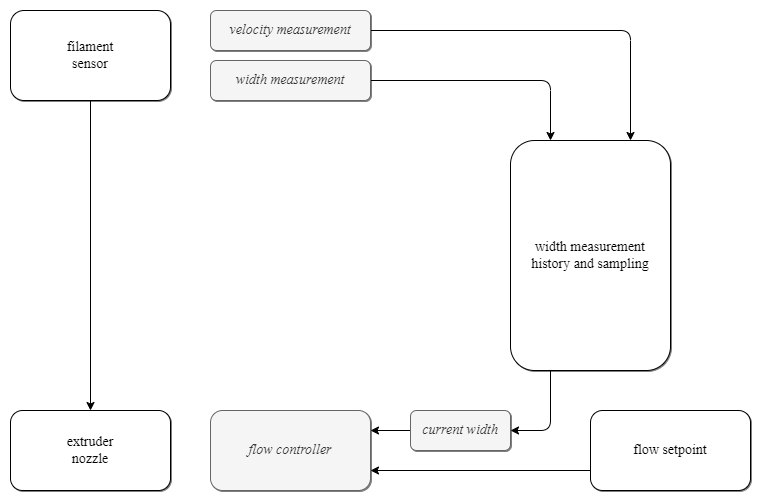 filament
sensor
velocity measurement
width measurement
width measurement
history and sampling
extruder
nozzle
flow controller
current width
flow setpoint